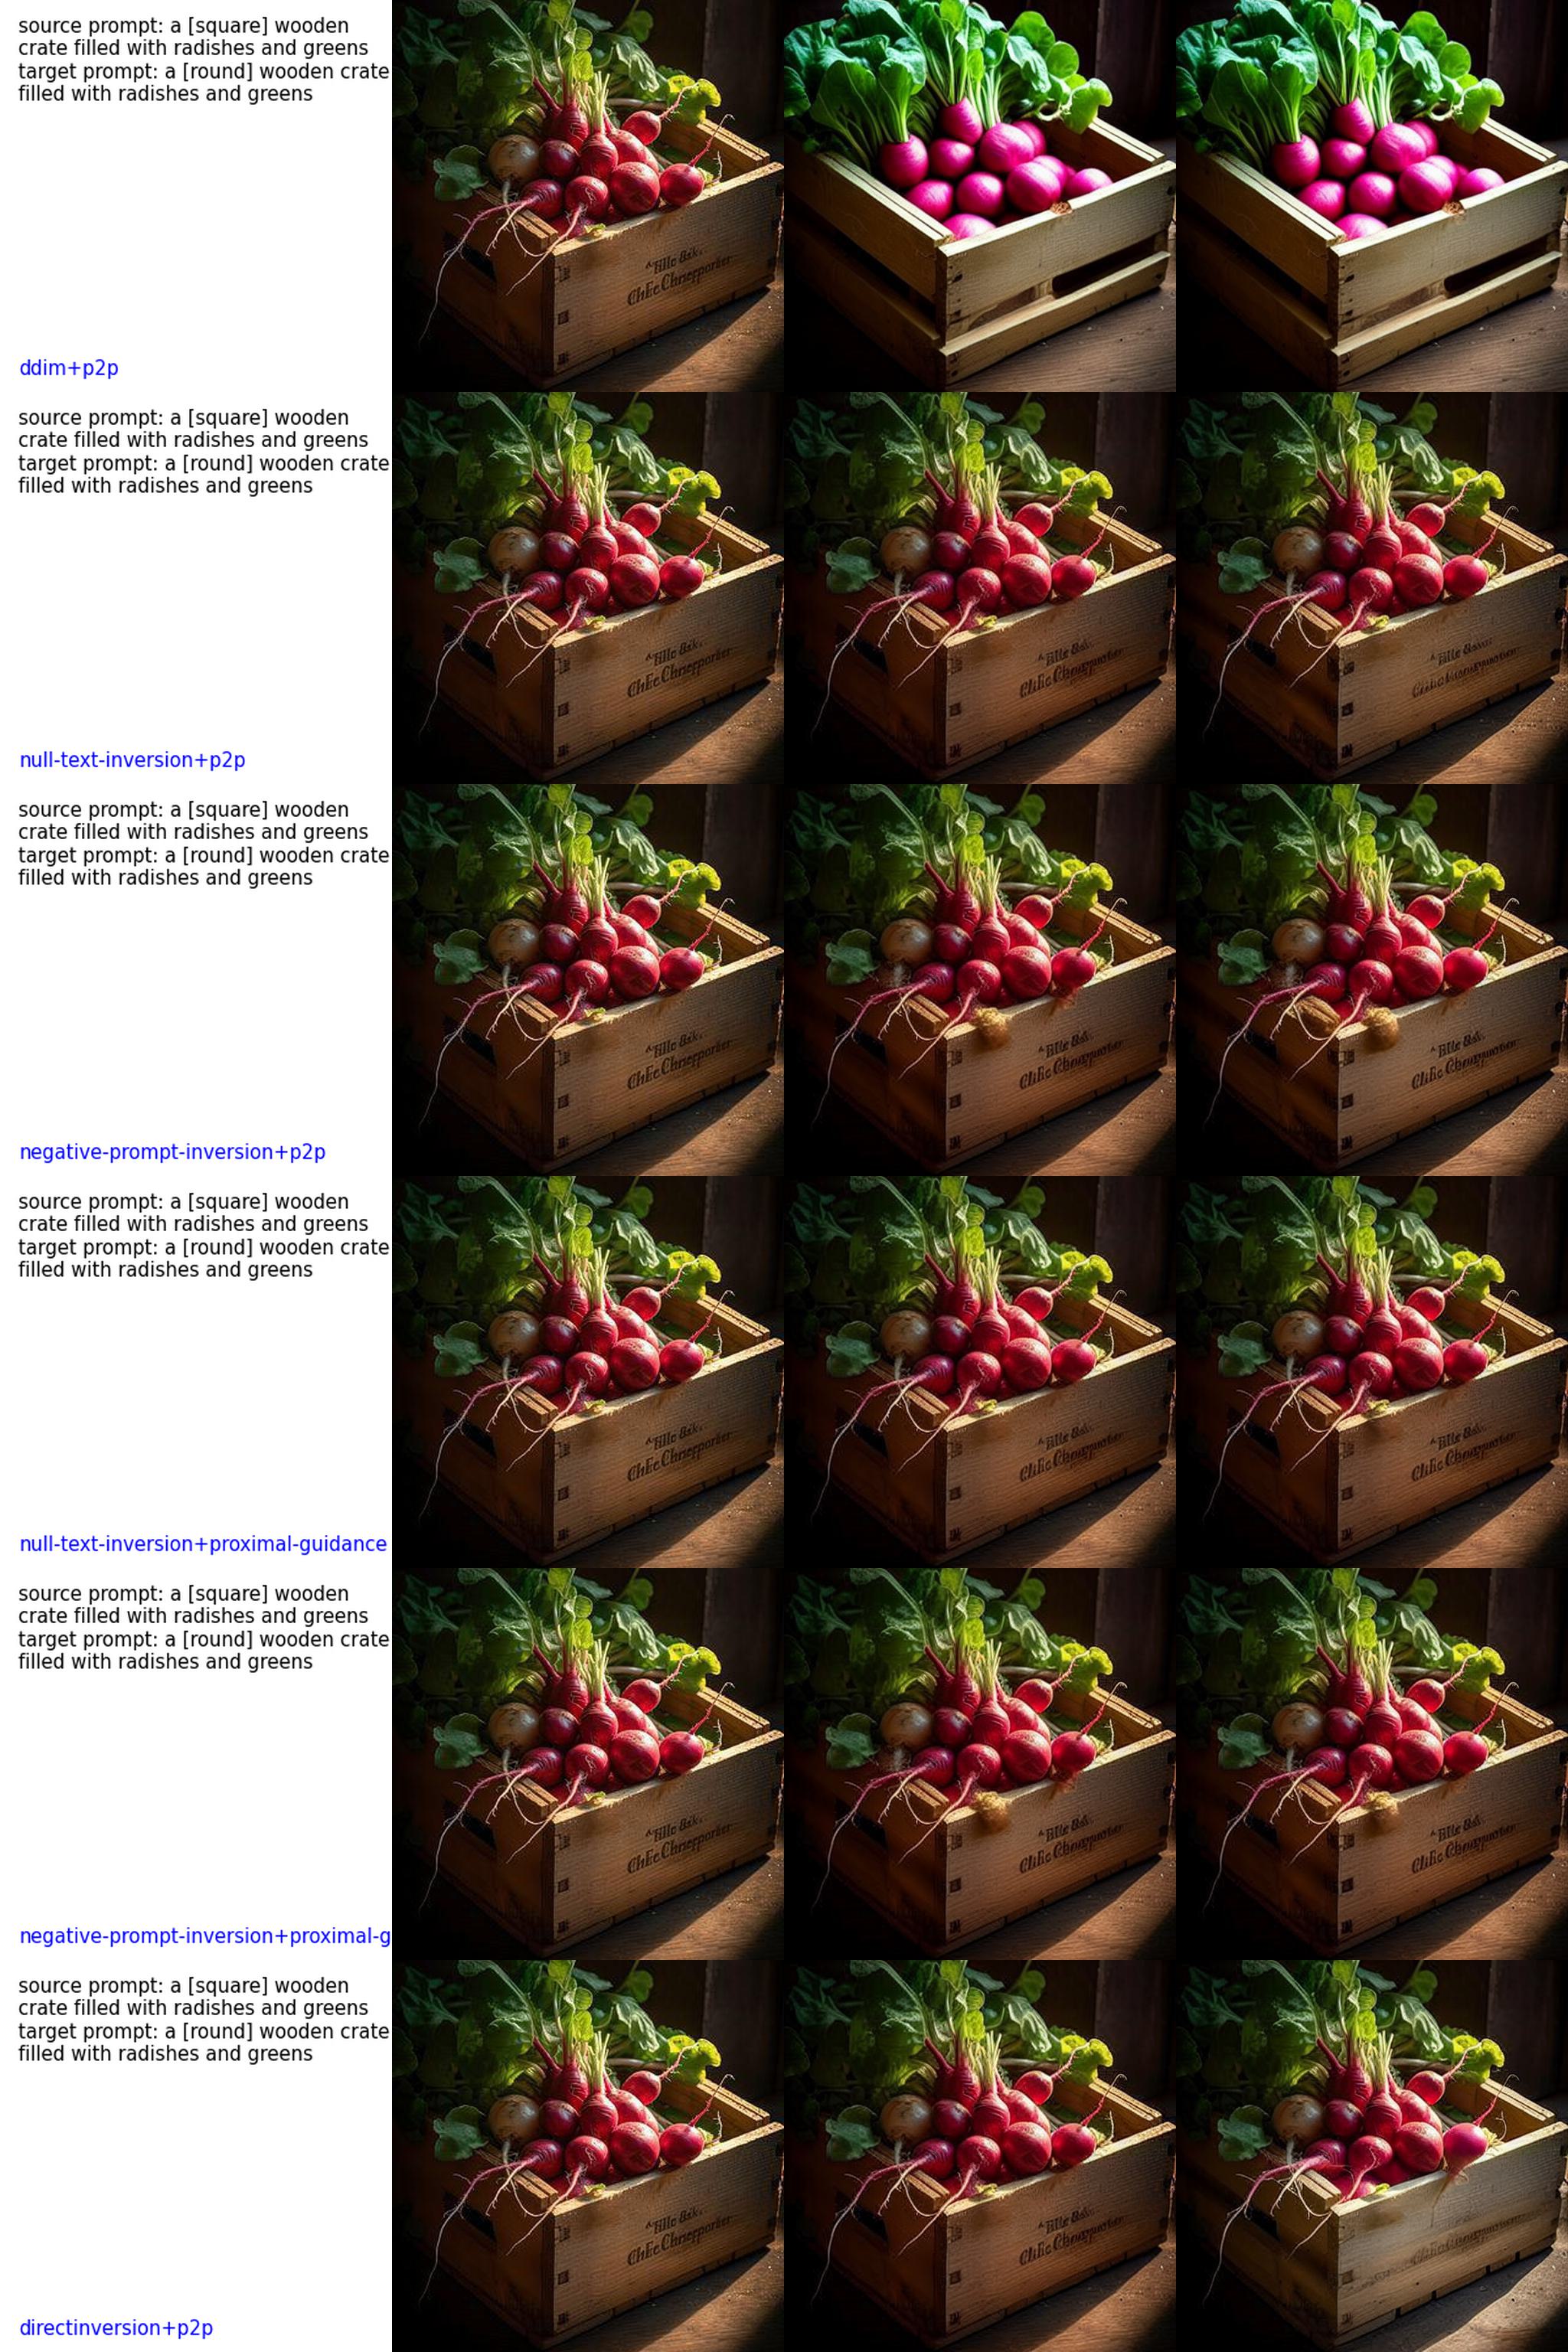 source prompt: a [square] wooden
crate filled with radishes and greens
target prompt: a [round] wooden crate
filled with radishes and greens
ddim+p2p
source prompt: a [square] wooden
crate filled with radishes and greens
target prompt: a [round] wooden crate
filled with radishes and greens
null-text-inversion+p2p
source prompt: a [square] wooden
crate filled with radishes and greens
target prompt: a [round] wooden crate
filled with radishes and greens
negative-prompt-inversion+p2p
source prompt: a [square] wooden
crate filled with radishes and greens
target prompt: a [round] wooden crate
filled with radishes and greens
null-text-inversion+proximal-guidance
source prompt: a [square] wooden
crate filled with radishes and greens
target prompt: a [round] wooden crate
filled with radishes and greens
negative-prompt-inversion+proximal-g
source prompt: a [square] wooden
crate filled with radishes and greens
target prompt: a [round] wooden crate
filled with radishes and greens
directinversion+p2p